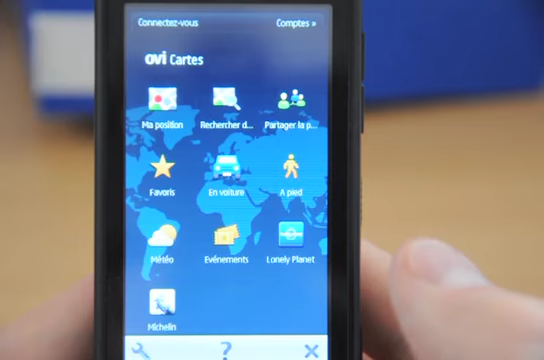 Connectez-vous Comptes »
ovi Cartes
Ma position Rechercher d... Partager la p...
Favoris En voiture A pied
Météo Evénements Lonely Planet
Michelin
?